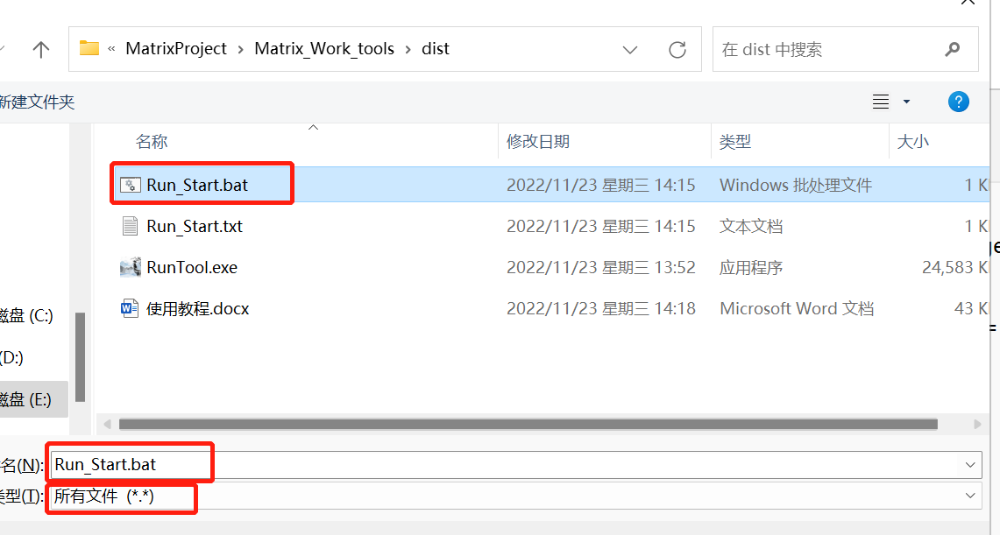 « MatrixProject › Matrix_Work_tools › dist
在 dist 中搜索
新建文件夹
?
名称 修改日期 类型 大小
Run_Start.bat 2022/11/23 星期三 14:15 Windows 批处理文件 1 K
Run_Start.txt 2022/11/23 星期三 14:15 文本文档 1 K
RunTool.exe 2022/11/23 星期三 13:52 应用程序 24,583 K
使用教程.docx 2022/11/23 星期三 14:18 Microsoft Word 文档 43 K
磁盘 (C:)
(D:)
磁盘 (E:)
名(N): Run_Start.bat
类型(T): 所有文件 (*.*)